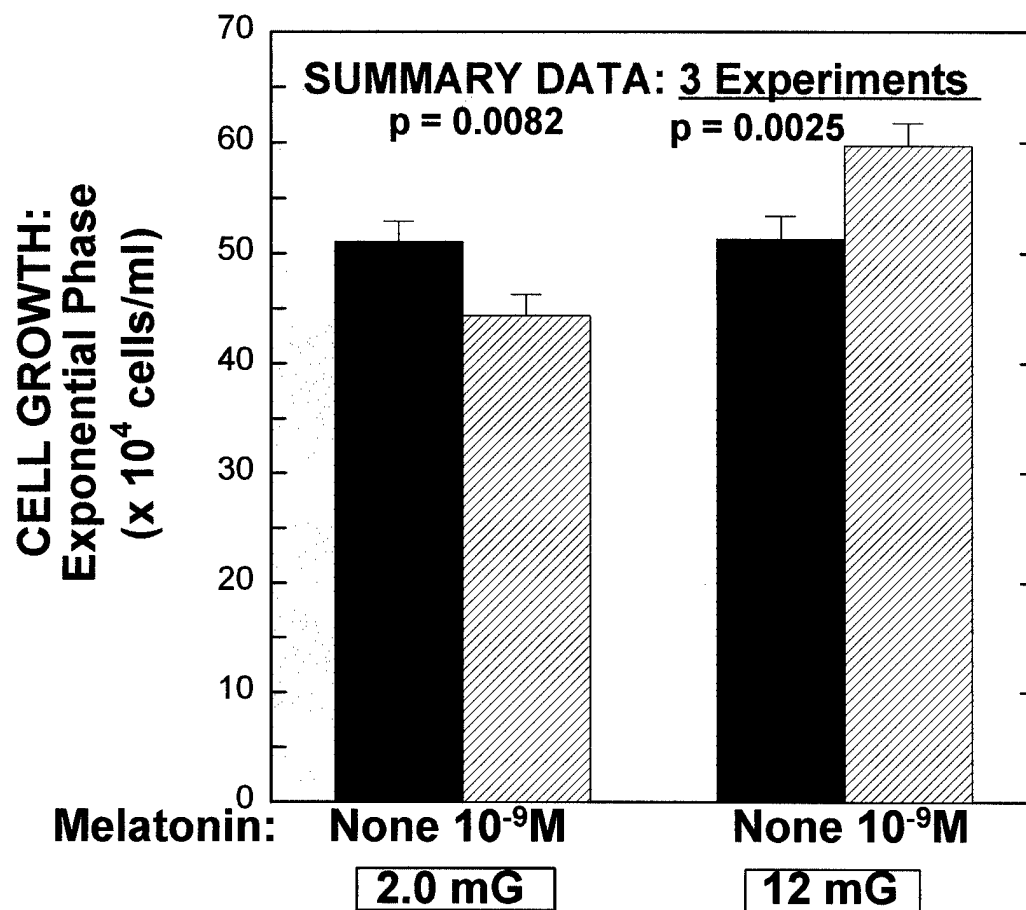 SUMMARY DATA: 3 Experiments
p = 0.0082 p = 0.0025
CELL GROWTH:
Exponential Phase
(x 10⁴ cells/ml)
70
60
50
40
30
20
10
0
Melatonin: None 10⁻⁹M None 10⁻⁹M
2.0 mG 12 mG